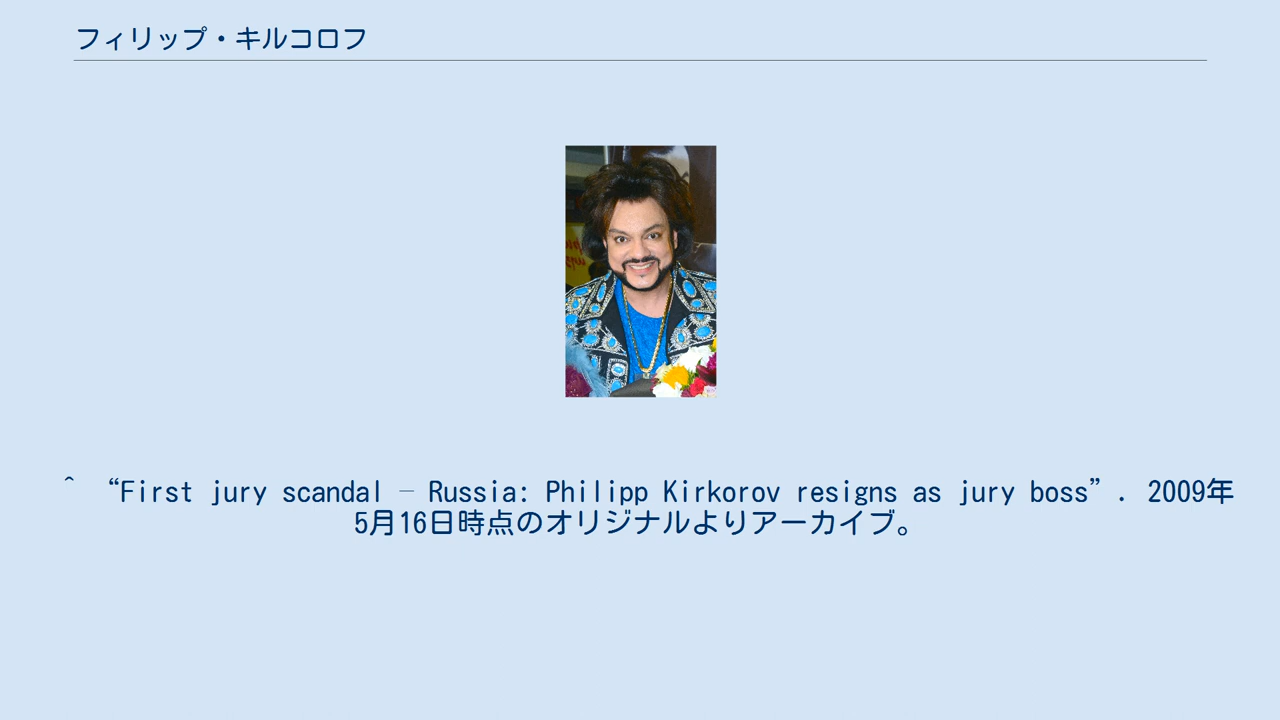 フィリップ・キルコロフ
^ “First jury scandal – Russia: Philipp Kirkorov resigns as jury boss”. 2009年
5月16日時点のオリジナルよりアーカイブ。